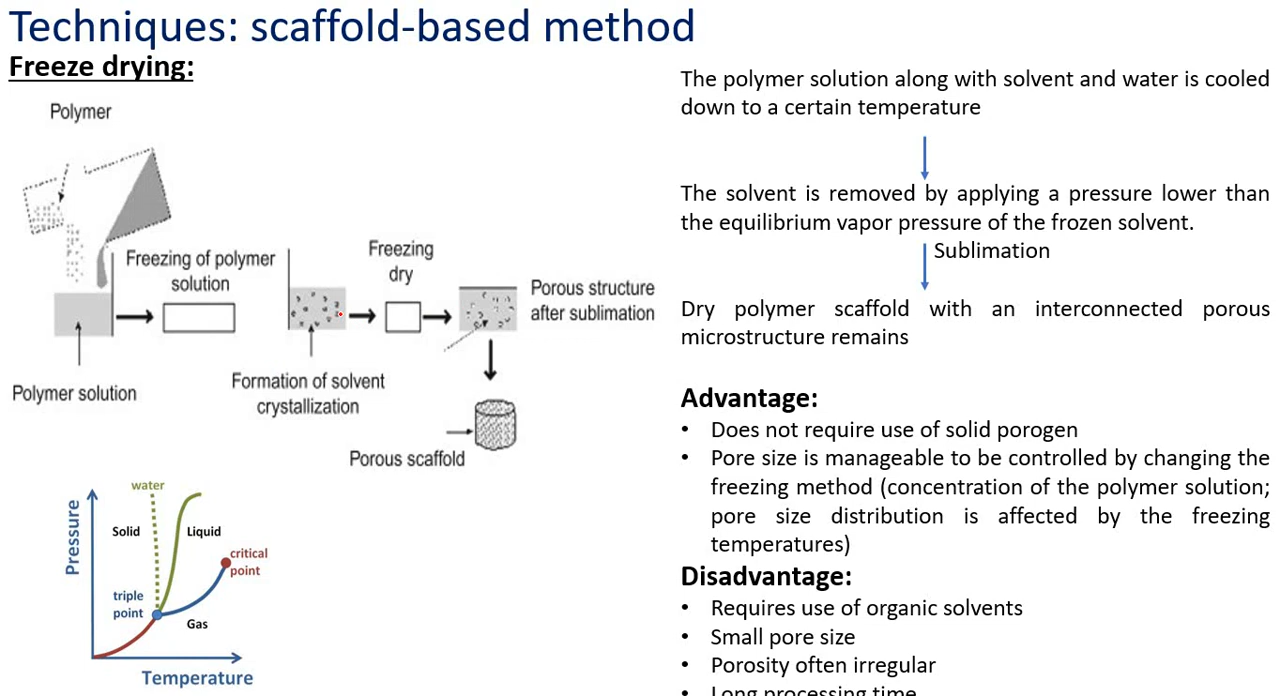 Techniques: scaffold-based method
Freeze drying:
Polymer
Freezing of polymer
solution
Freezing
dry
Porous structure
after sublimation
Polymer solution
Formation of solvent
crystallization
Porous scaffold
water
Solid
Liquid
critical
point
triple
point
Gas
Pressure
Temperature
The polymer solution along with solvent and water is cooled
down to a certain temperature
The solvent is removed by applying a pressure lower than
the equilibrium vapor pressure of the frozen solvent.
Sublimation
Dry polymer scaffold with an interconnected porous
microstructure remains
Advantage:
• Does not require use of solid porogen
• Pore size is manageable to be controlled by changing the
freezing method (concentration of the polymer solution;
pore size distribution is affected by the freezing
temperatures)
Disadvantage:
• Requires use of organic solvents
• Small pore size
• Porosity often irregular
• Long processing time